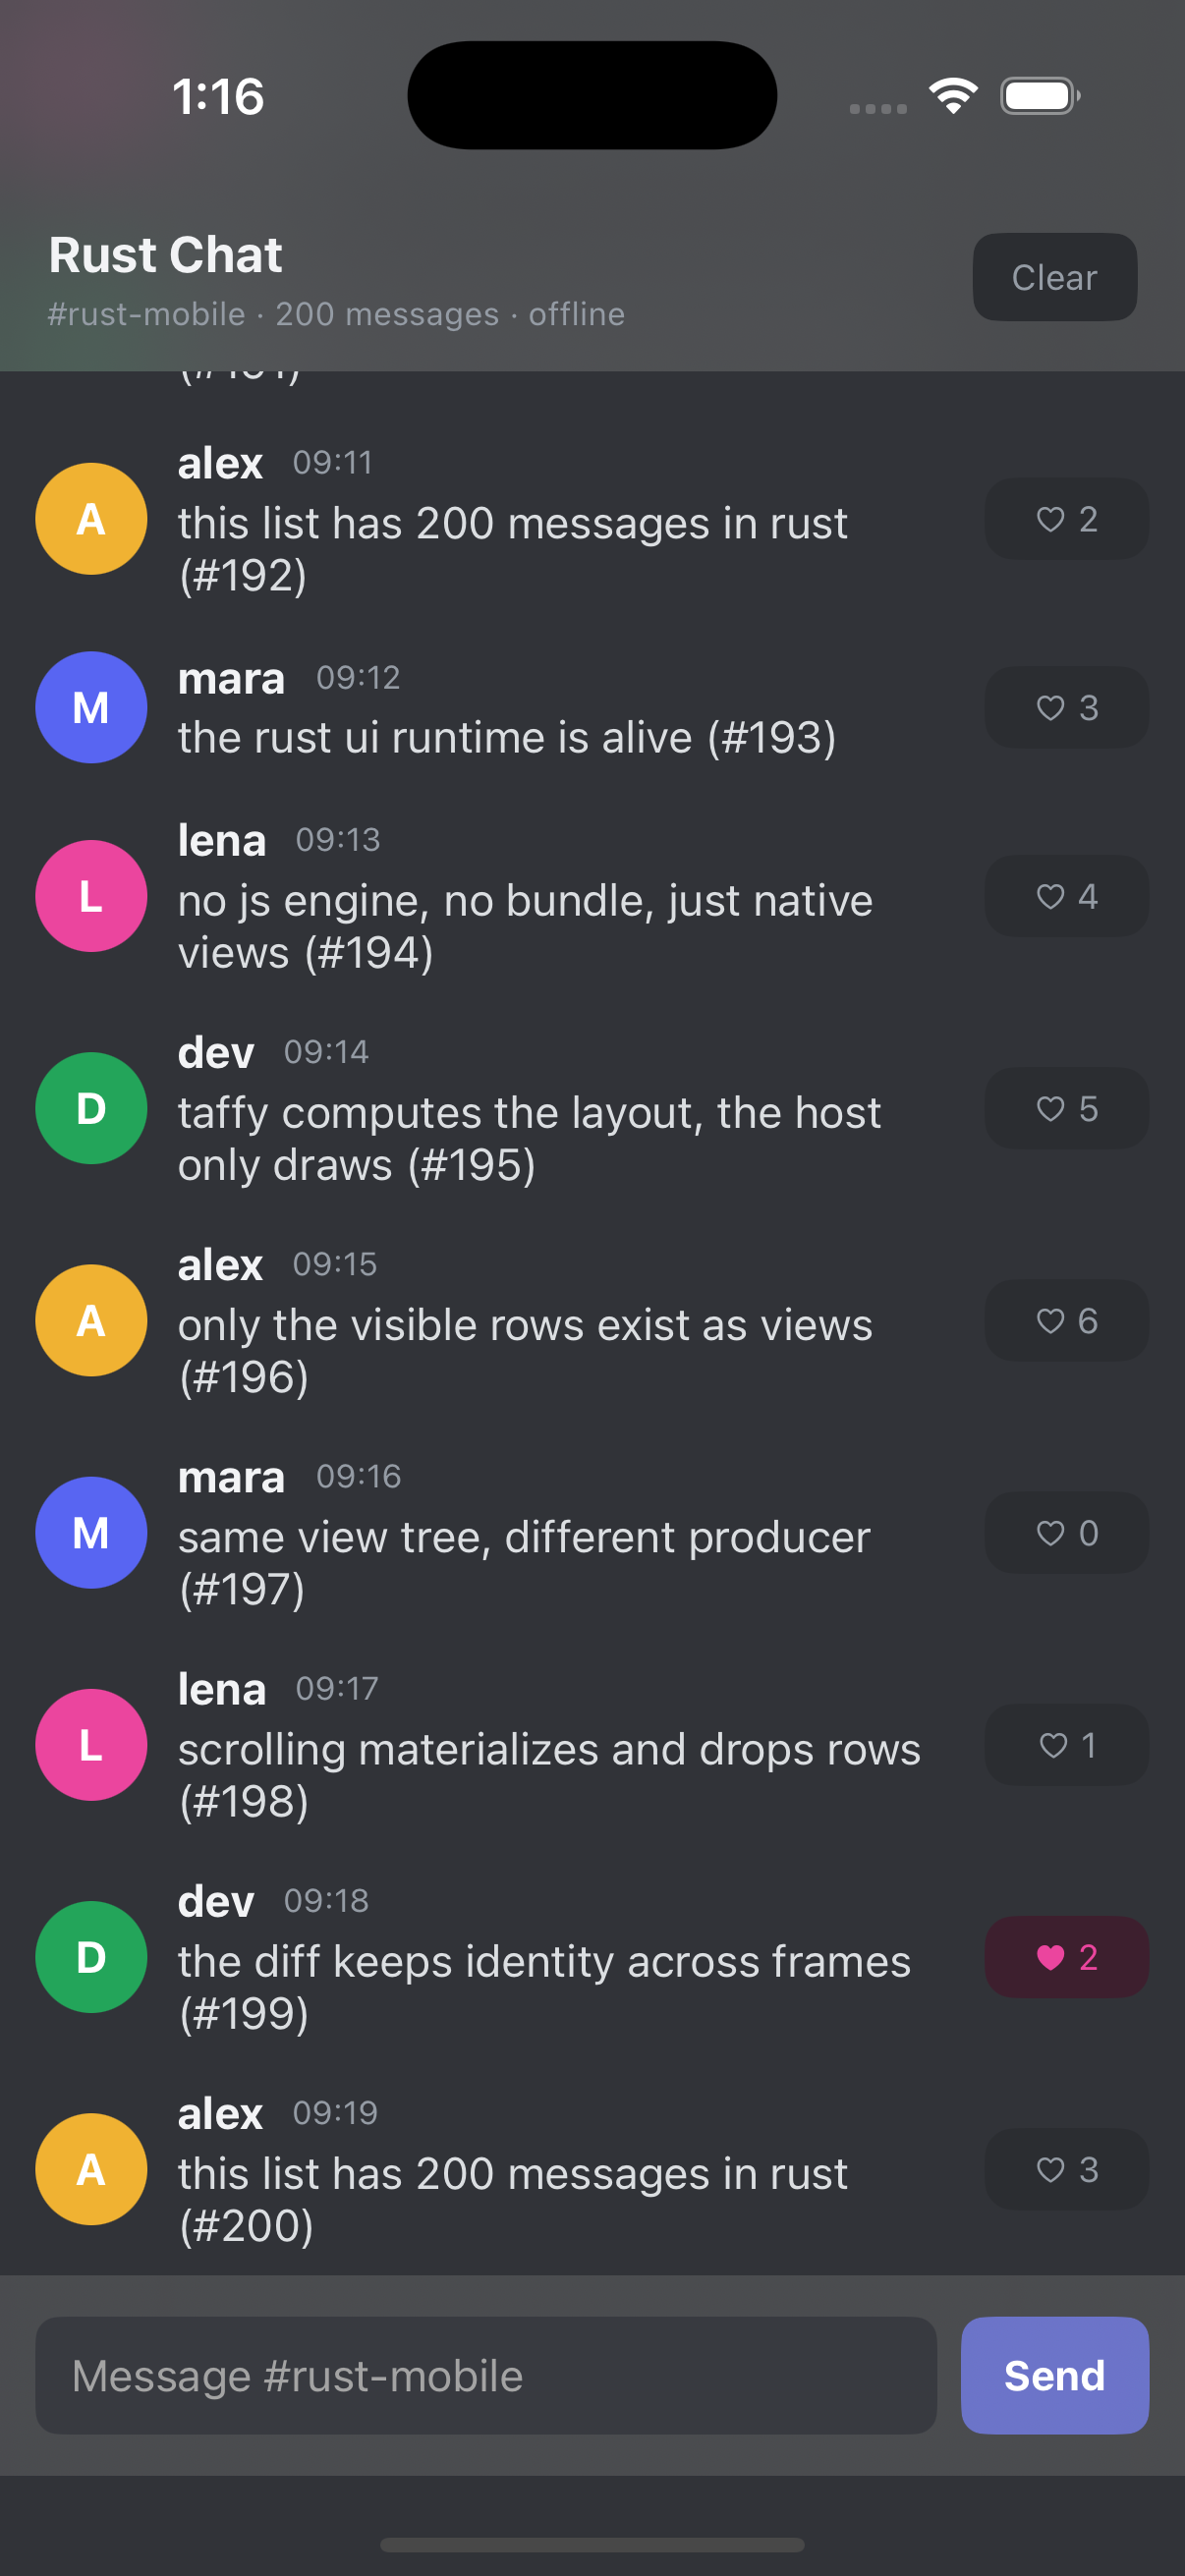 1:16
Rust Chat
#rust-mobile · 200 messages · offline
Clear
alex 09:11
A
this list has 200 messages in rust
(#192)
♡ 2
mara 09:12
M
the rust ui runtime is alive (#193)
♡ 3
lena 09:13
L
no js engine, no bundle, just native
views (#194)
♡ 4
dev 09:14
D
taffy computes the layout, the host
only draws (#195)
♡ 5
alex 09:15
A
only the visible rows exist as views
(#196)
♡ 6
mara 09:16
M
same view tree, different producer
(#197)
♡ 0
lena 09:17
L
scrolling materializes and drops rows
(#198)
♡ 1
dev 09:18
D
the diff keeps identity across frames
(#199)
♥ 2
alex 09:19
A
this list has 200 messages in rust
(#200)
♡ 3
Message #rust-mobile
Send